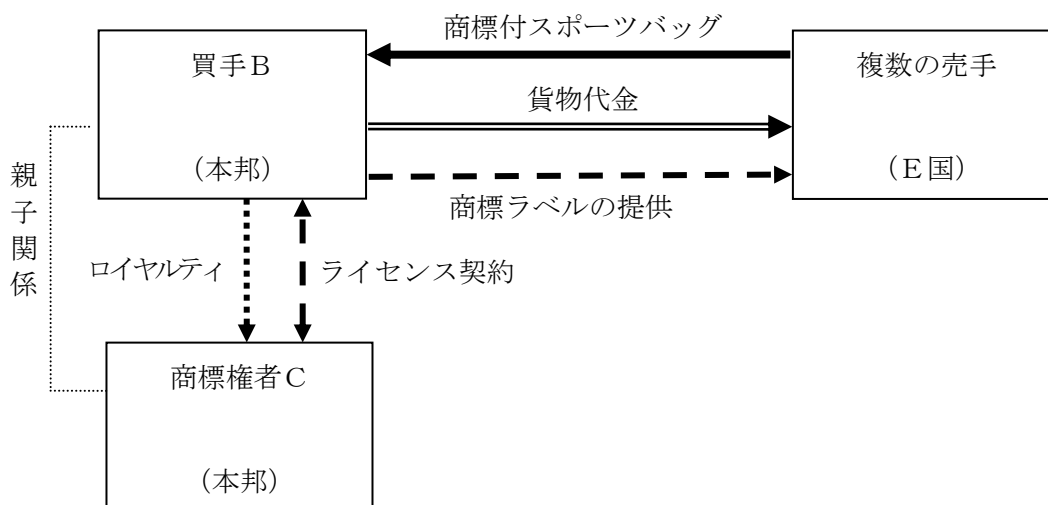 商標付スポーツバッグ
買手B
複数の売手
貨物代金
(本邦)
(E国)
商標ラベルの提供
親子関係
ロイヤルティ
ライセンス契約
商標権者C
(本邦)